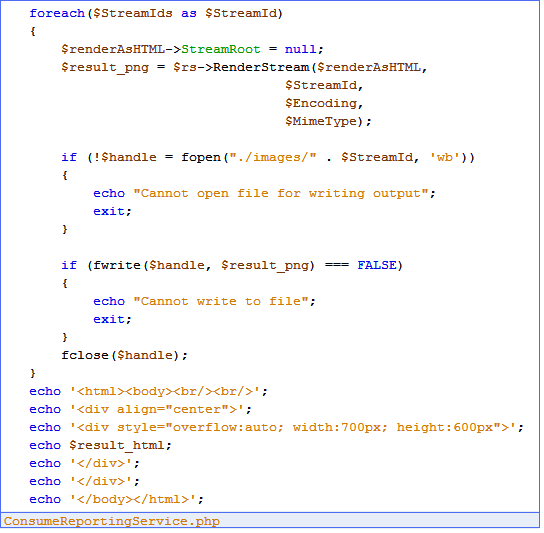 foreach($StreamIds as $StreamId)
{
    $renderAsHTML->StreamRoot = null;
    $result_png = $rs->RenderStream($renderAsHTML,
                                $StreamId,
                                $Encoding,
                                $MimeType);

    if (!$handle = fopen("./images/" . $StreamId, 'wb'))
    {
        echo "Cannot open file for writing output";
        exit;
    }

    if (fwrite($handle, $result_png) === FALSE)
    {
        echo "Cannot write to file";
        exit;
    }
    fclose($handle);
}
echo '<html><body><br/><br/>';
echo '<div align="center">';
echo '<div style="overflow:auto; width:700px; height:600px">';
echo $result_html;
echo '</div>';
echo '</div>';
echo '</body></html>';
ConsumeReportingService.php